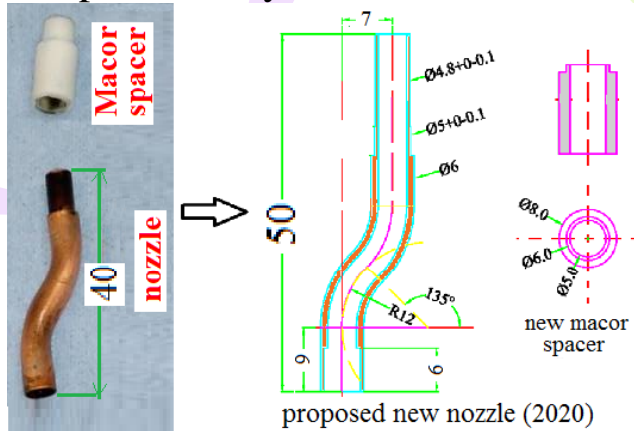 Macor
spacer
nozzle
40
50
7
Ø4.8+0-0.1
Ø5+0-0.1
Ø6
135°
R12
9
6
proposed new nozzle (2020)
Ø8.0
Ø6.0
Ø5.0
new macor
spacer